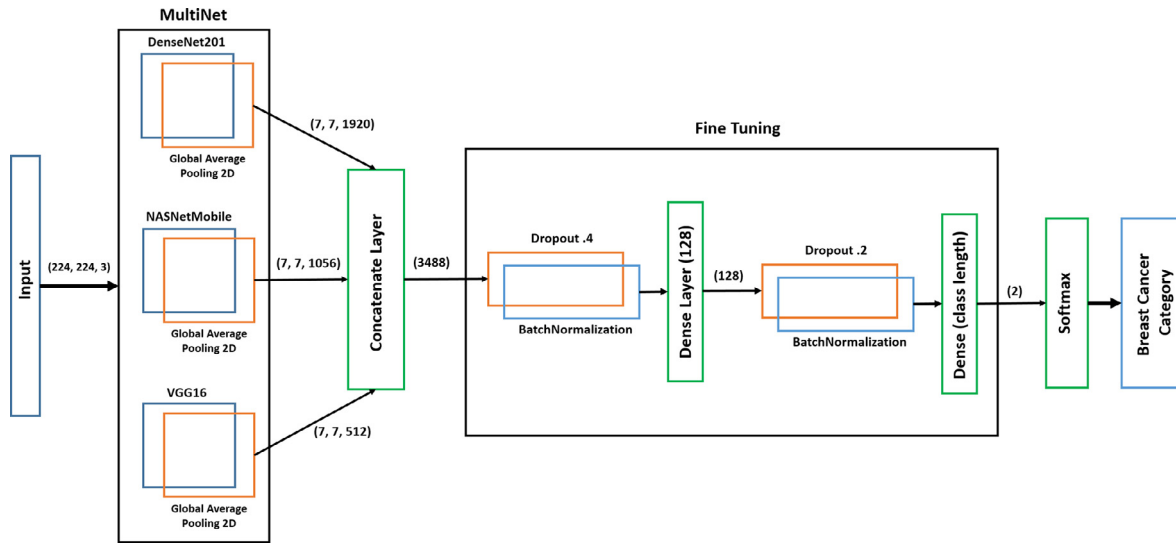 MultiNet
DenseNet201
Global Average
Pooling 2D
NASNetMobile
Global Average
Pooling 2D
VGG16
Global Average
Pooling 2D
Input
(224, 224, 3)
(7, 7, 1920)
(7, 7, 1056)
(7, 7, 512)
Concatenate Layer
(3488)
Fine Tuning
Dropout .4
BatchNormalization
Dense Layer (128)
(128)
Dropout .2
BatchNormalization
Dense (class length)
(2)
Softmax
Breast Cancer
Category